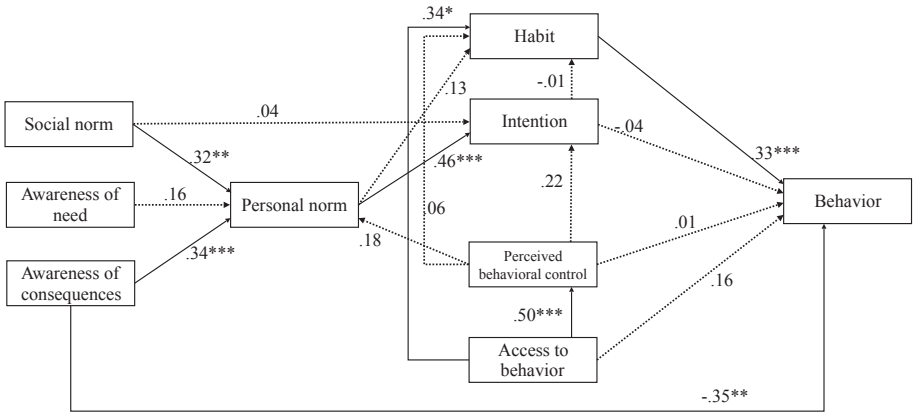 .34*
Habit
.13
-.01
.04
Social norm
Intention
-.04
.32**
.46***
.33***
Awareness of
need
.16
Personal norm
.22
Behavior
.06
.01
.18
Awareness of
consequences
.34***
Perceived
behavioral control
.16
.50***
Access to
behavior
-.35**